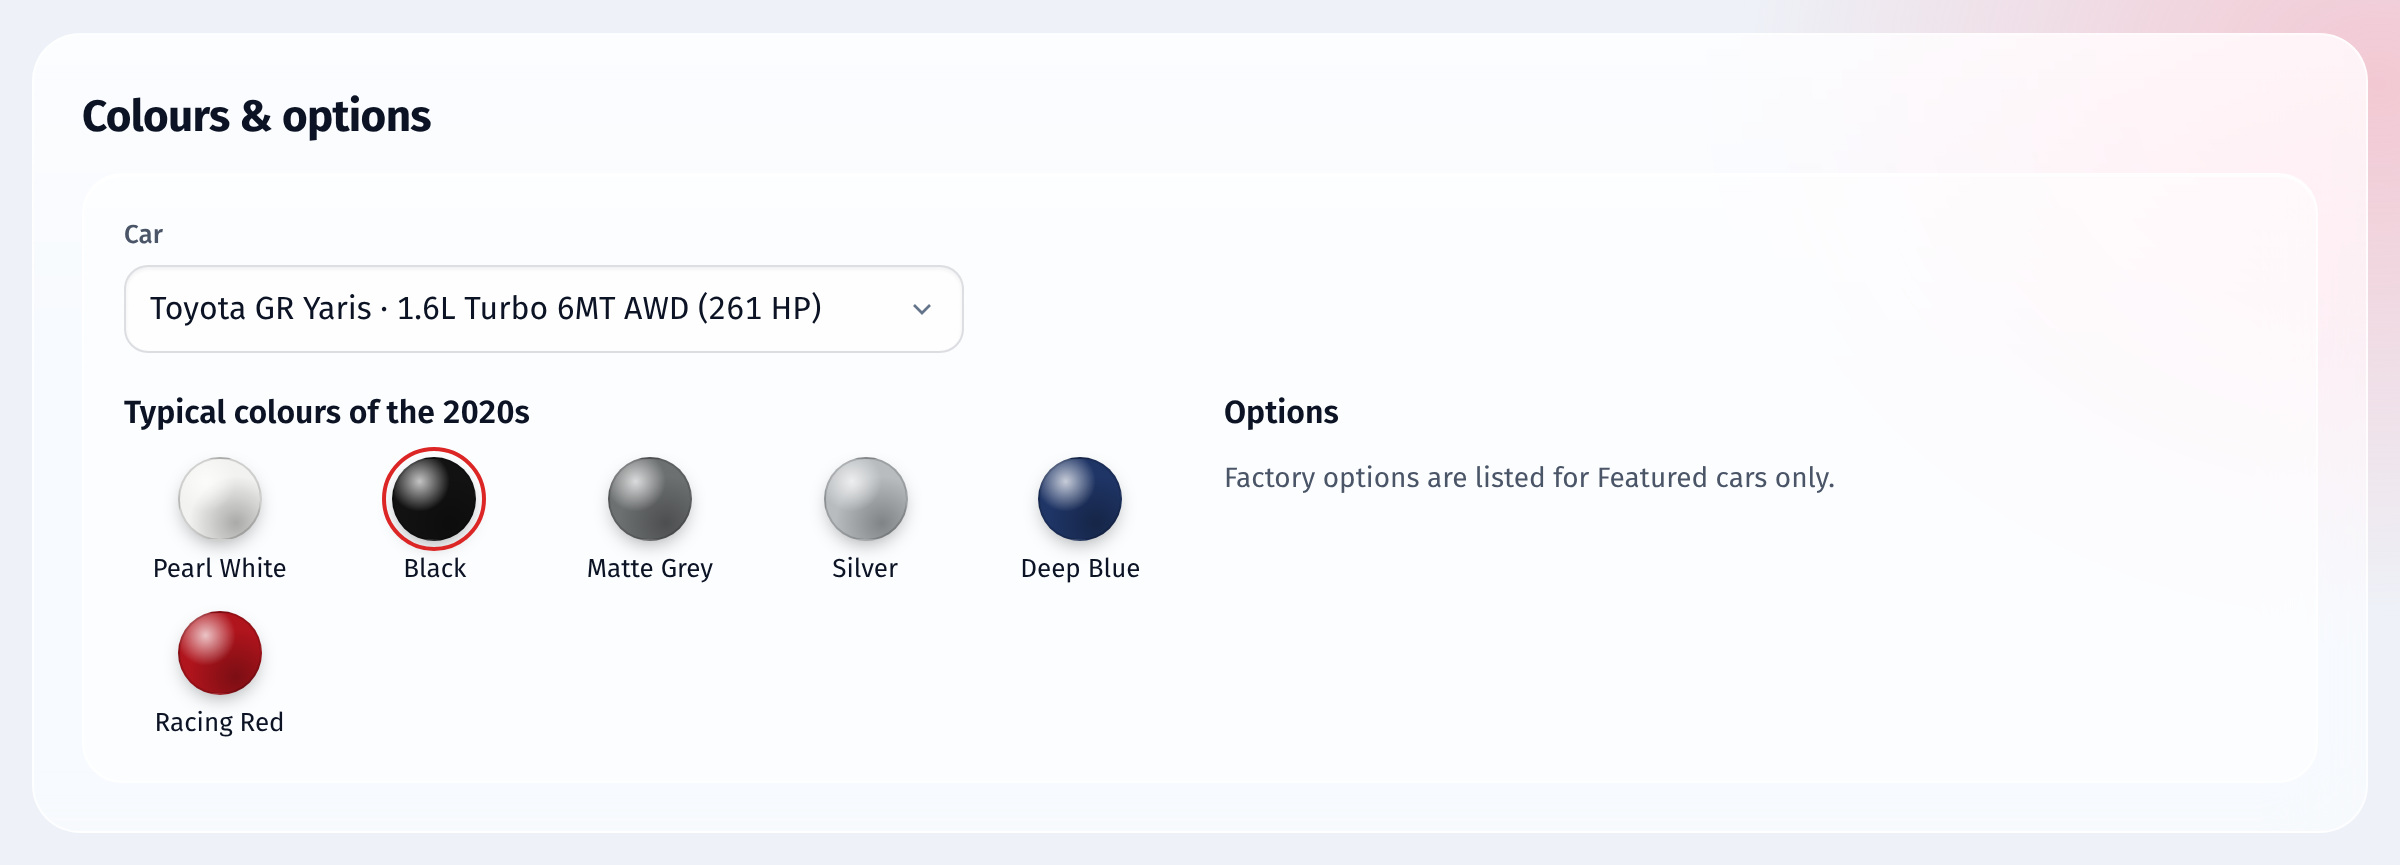 Colours & options
Car
Toyota GR Yaris · 1.6L Turbo 6MT AWD (261 HP)
Typical colours of the 2020s
Pearl White
Black
Matte Grey
Silver
Deep Blue
Racing Red
Options
Factory options are listed for Featured cars only.